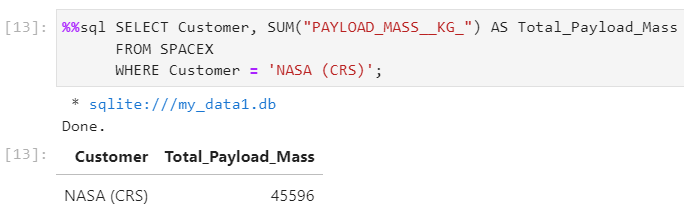 [13]: %%sql SELECT Customer, SUM("PAYLOAD_MASS__KG_") AS Total_Payload_Mass
FROM SPACEX
WHERE Customer = 'NASA (CRS)';
* sqlite:///my_data1.db
Done.
[13]: Customer Total_Payload_Mass
NASA (CRS) 45596